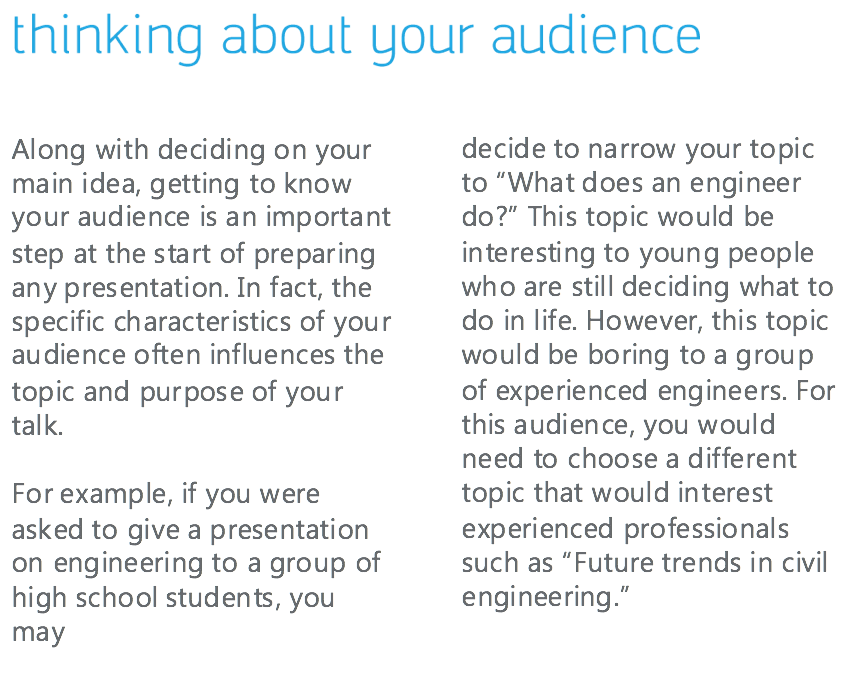 thinking about your audience
Along with deciding on your
main idea, getting to know
your audience is an important
step at the start of preparing
any presentation. In fact, the
specific characteristics of your
audience often influences the
topic and purpose of your
talk.
For example, if you were
asked to give a presentation
on engineering to a group of
high school students, you
may
decide to narrow your topic
to “What does an engineer
do?” This topic would be
interesting to young people
who are still deciding what to
do in life. However, this topic
would be boring to a group
of experienced engineers. For
this audience, you would
need to choose a different
topic that would interest
experienced professionals
such as “Future trends in civil
engineering.”